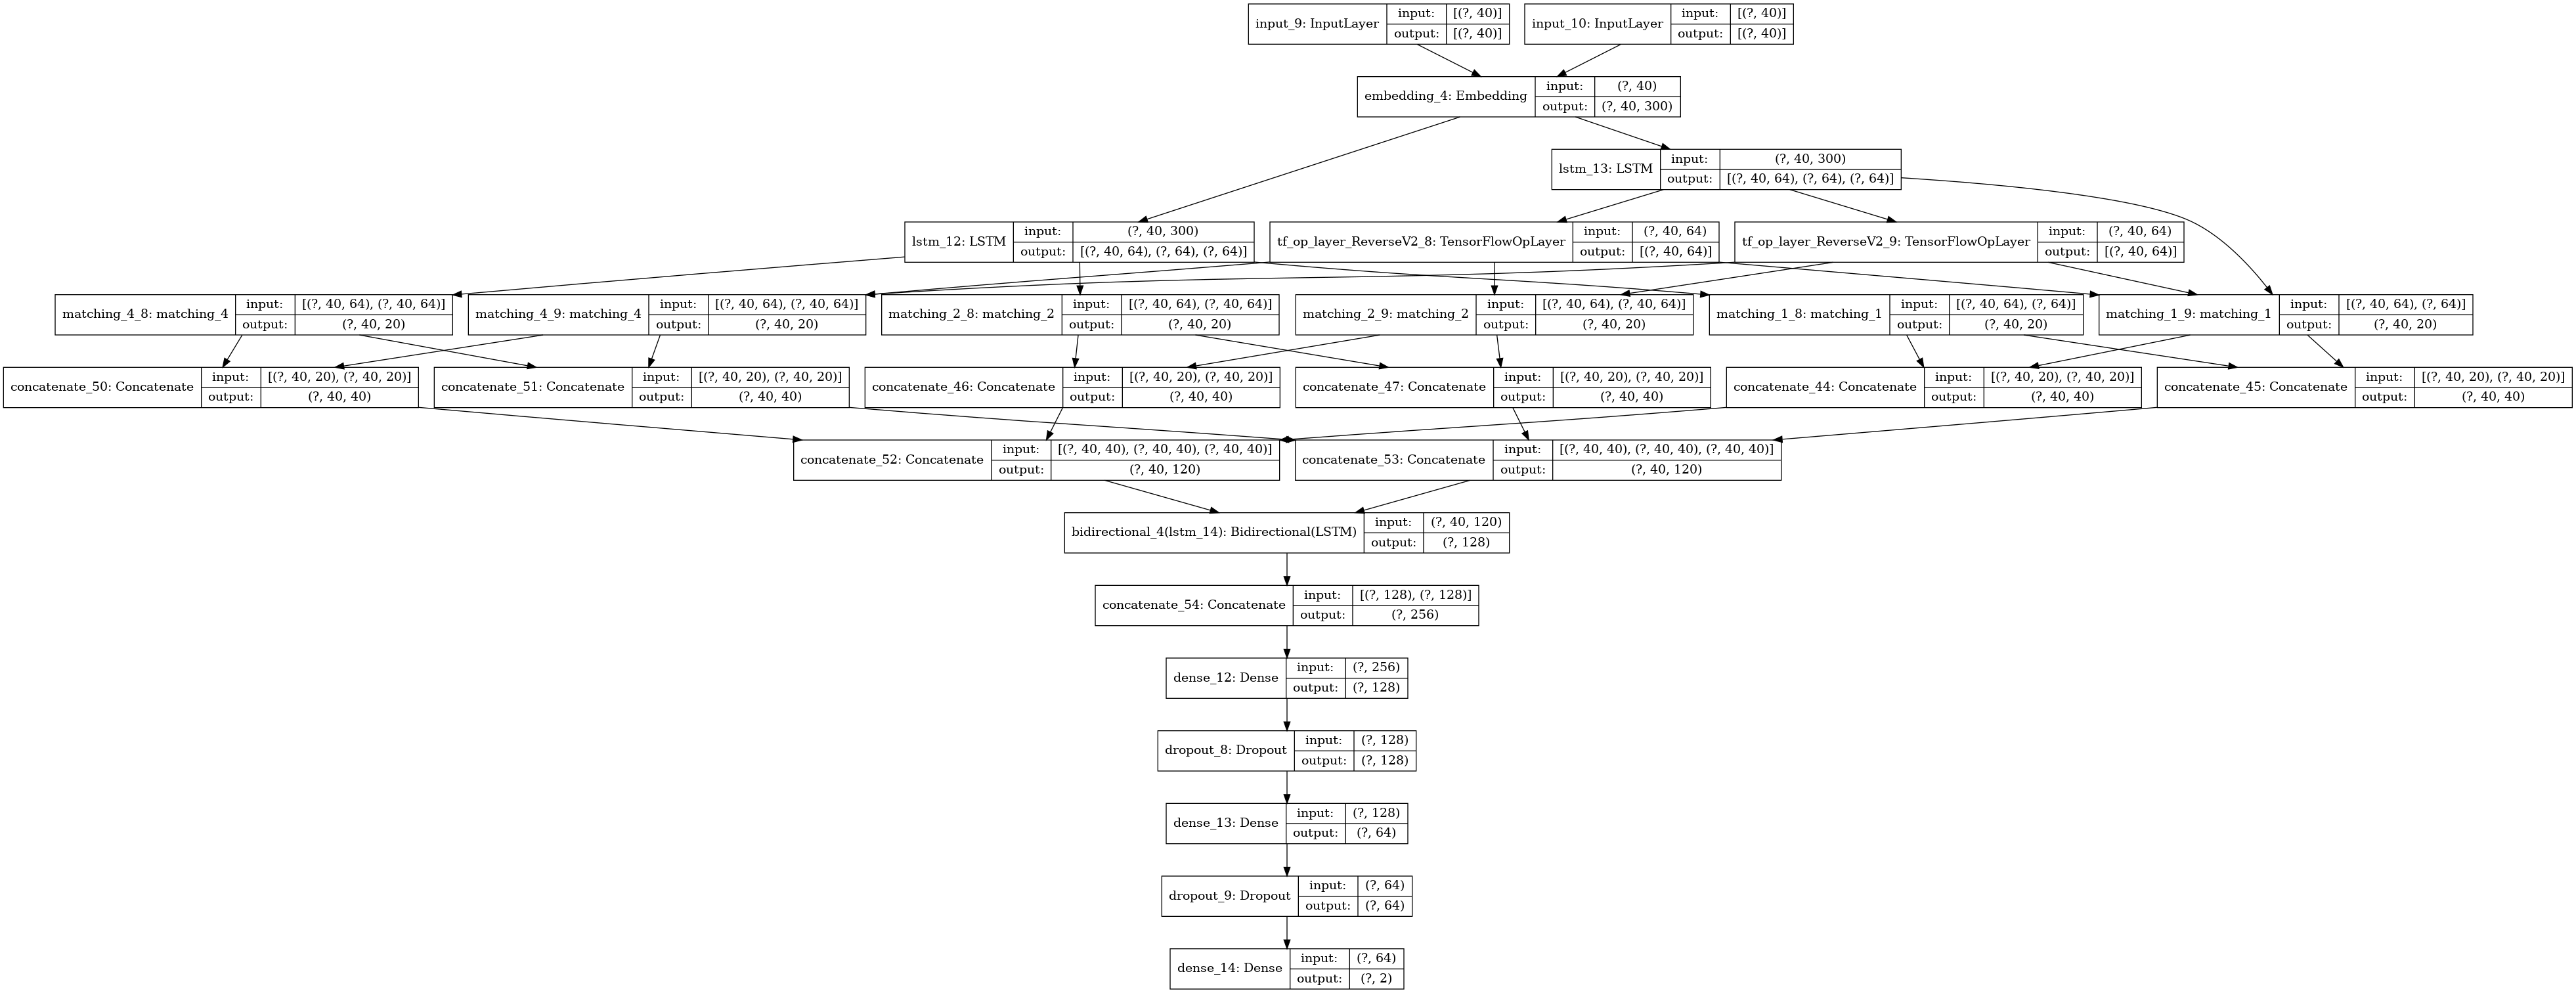 input_9: InputLayer
input: [(?, 40)]
output: [(?, 40)]
input_10: InputLayer
input: [(?, 40)]
output: [(?, 40)]
embedding_4: Embedding
input: (?, 40)
output: (?, 40, 300)
lstm_13: LSTM
input: (?, 40, 300)
output: [(?, 40, 64), (?, 64), (?, 64)]
lstm_12: LSTM
input: (?, 40, 300)
output: [(?, 40, 64), (?, 64), (?, 64)]
tf_op_layer_ReverseV2_8: TensorFlowOpLayer
input: (?, 40, 64)
output: [(?, 40, 64)]
tf_op_layer_ReverseV2_9: TensorFlowOpLayer
input: (?, 40, 64)
output: [(?, 40, 64)]
matching_4_8: matching_4
input: [(?, 40, 64), (?, 40, 64)]
output: (?, 40, 20)
matching_4_9: matching_4
input: [(?, 40, 64), (?, 40, 64)]
output: (?, 40, 20)
matching_2_8: matching_2
input: [(?, 40, 64), (?, 40, 64)]
output: (?, 40, 20)
matching_2_9: matching_2
input: [(?, 40, 64), (?, 40, 64)]
output: (?, 40, 20)
matching_1_8: matching_1
input: [(?, 40, 64), (?, 64)]
output: (?, 40, 20)
matching_1_9: matching_1
input: [(?, 40, 64), (?, 64)]
output: (?, 40, 20)
concatenate_50: Concatenate
input: [(?, 40, 20), (?, 40, 20)]
output: (?, 40, 40)
concatenate_51: Concatenate
input: [(?, 40, 20), (?, 40, 20)]
output: (?, 40, 40)
concatenate_46: Concatenate
input: [(?, 40, 20), (?, 40, 20)]
output: (?, 40, 40)
concatenate_47: Concatenate
input: [(?, 40, 20), (?, 40, 20)]
output: (?, 40, 40)
concatenate_44: Concatenate
input: [(?, 40, 20), (?, 40, 20)]
output: (?, 40, 40)
concatenate_45: Concatenate
input: [(?, 40, 20), (?, 40, 20)]
output: (?, 40, 40)
concatenate_52: Concatenate
input: [(?, 40, 40), (?, 40, 40), (?, 40, 40)]
output: (?, 40, 120)
concatenate_53: Concatenate
input: [(?, 40, 40), (?, 40, 40), (?, 40, 40)]
output: (?, 40, 120)
bidirectional_4(lstm_14): Bidirectional(LSTM)
input: (?, 40, 120)
output: (?, 128)
concatenate_54: Concatenate
input: [(?, 128), (?, 128)]
output: (?, 256)
dense_12: Dense
input: (?, 256)
output: (?, 128)
dropout_8: Dropout
input: (?, 128)
output: (?, 128)
dense_13: Dense
input: (?, 128)
output: (?, 64)
dropout_9: Dropout
input: (?, 64)
output: (?, 64)
dense_14: Dense
input: (?, 64)
output: (?, 2)